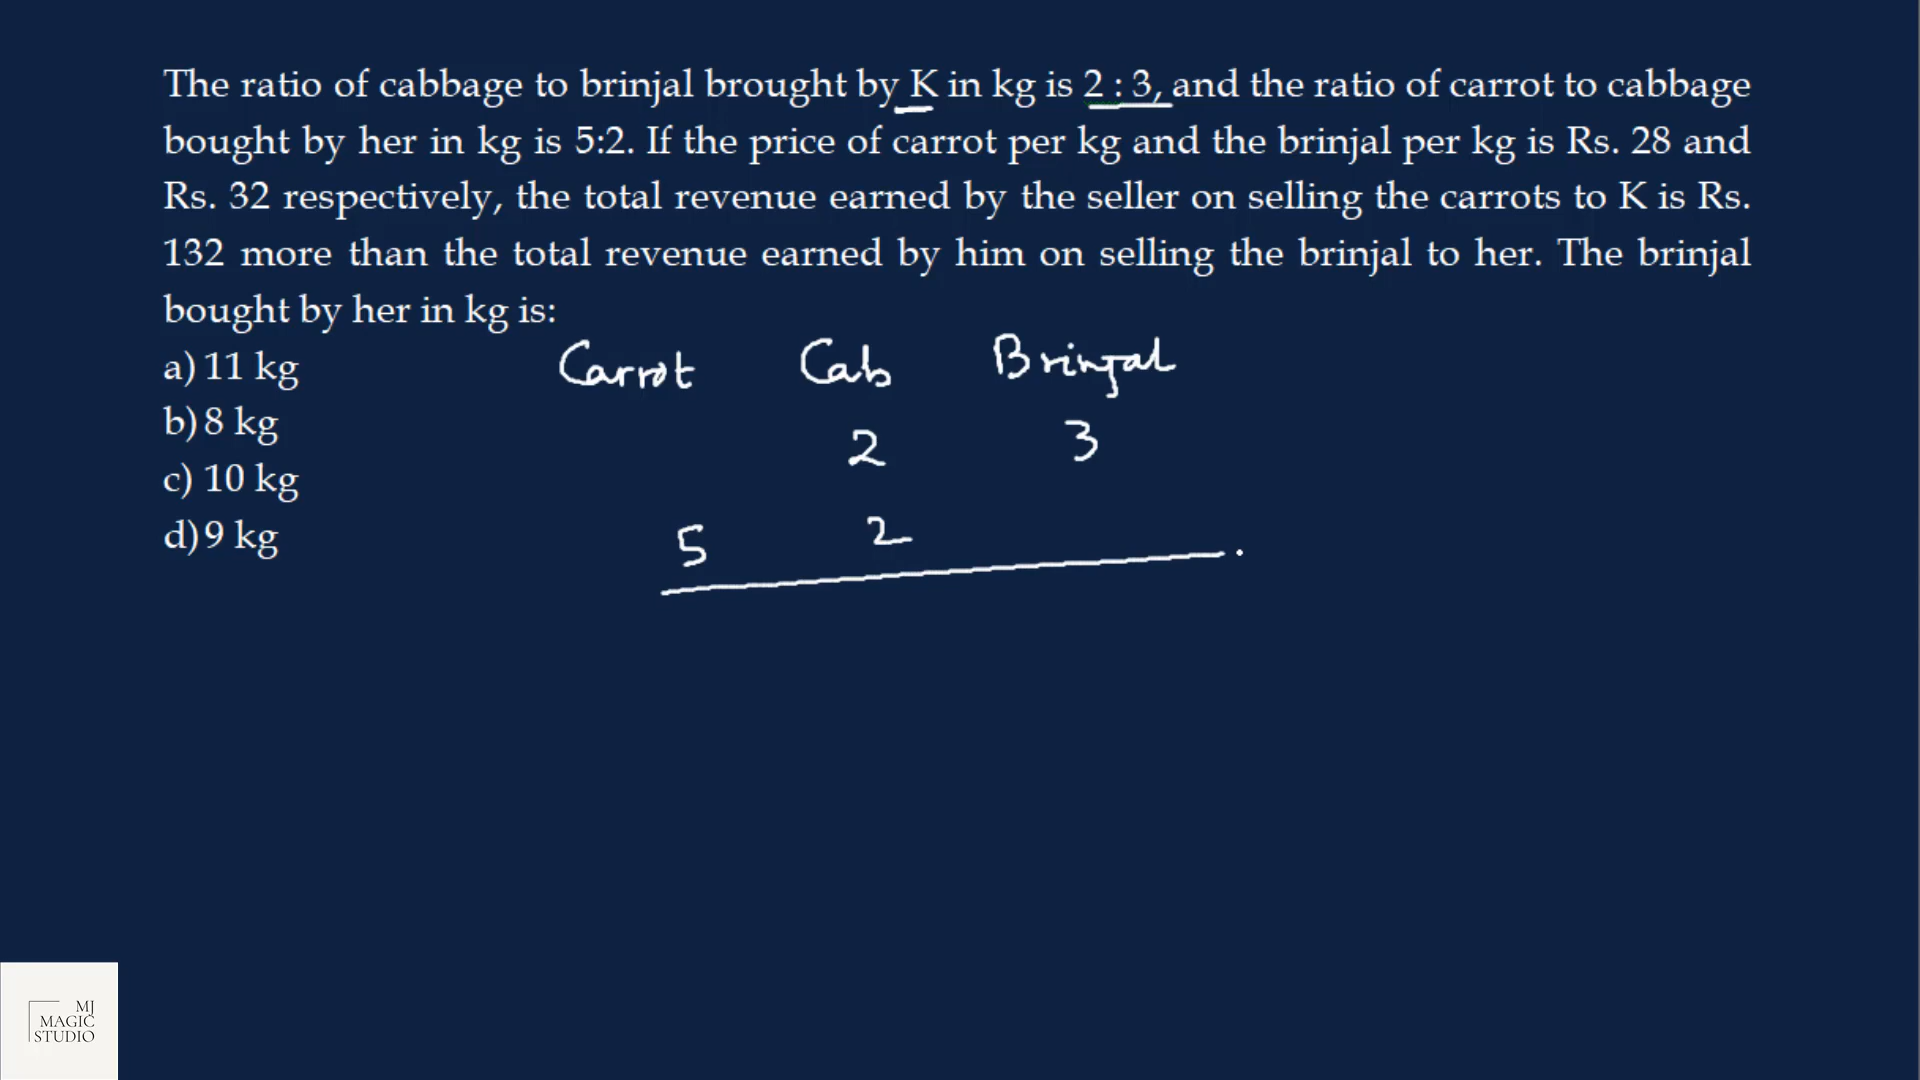 The ratio of cabbage to brinjal brought by K in kg is 2 : 3, and the ratio of carrot to cabbage
bought by her in kg is 5:2. If the price of carrot per kg and the brinjal per kg is Rs. 28 and
Rs. 32 respectively, the total revenue earned by the seller on selling the carrots to K is Rs.
132 more than the total revenue earned by him on selling the brinjal to her. The brinjal
bought by her in kg is:
a) 11 kg
b) 8 kg
c) 10 kg
d) 9 kg
Carrot Cab Brinjal
2 3
5 2
MJ
MAGIC
STUDIO